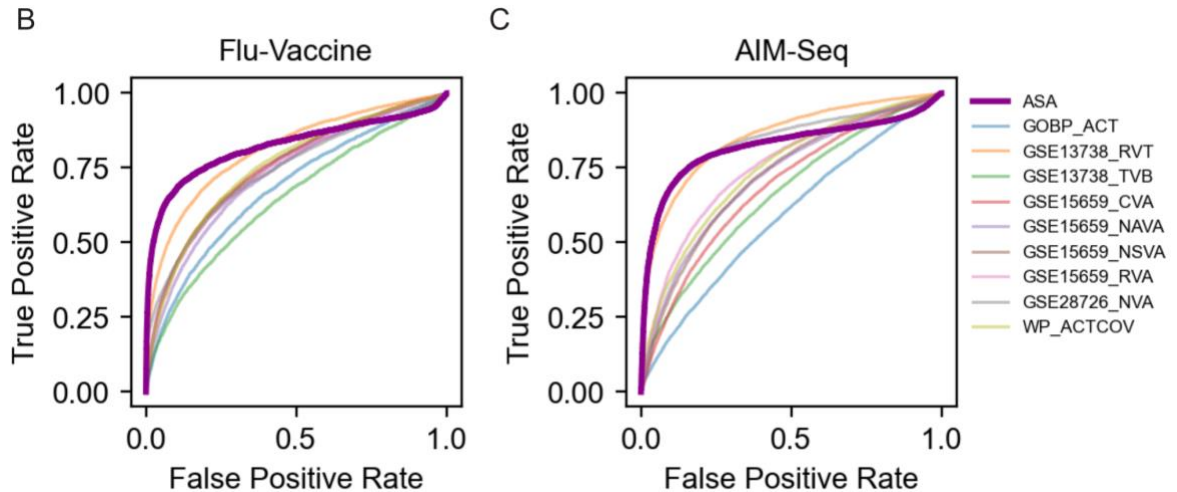 B
Flu-Vaccine
1.00
0.75
0.50
0.25
0.00
True Positive Rate
0.0 0.5 1.0
False Positive Rate
C
AIM-Seq
1.00
0.75
0.50
0.25
0.00
True Positive Rate
0.0 0.5 1.0
False Positive Rate
ASA
GOBP_ACT
GSE13738_RVT
GSE13738_TVB
GSE15659_CVA
GSE15659_NAVA
GSE15659_NSVA
GSE15659_RVA
GSE28726_NVA
WP_ACTCOV